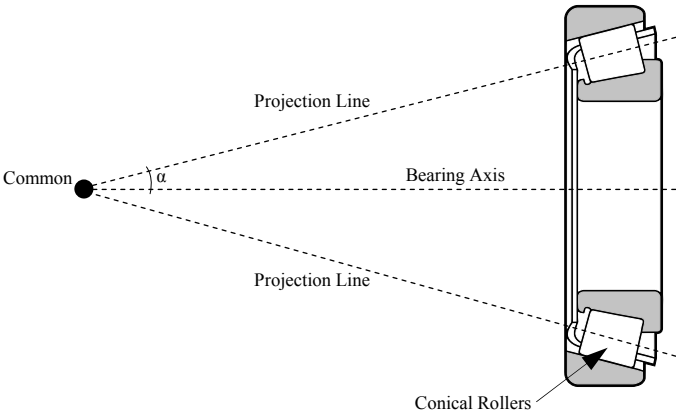 Projection Line
Common
α
Bearing Axis
Projection Line
Conical Rollers